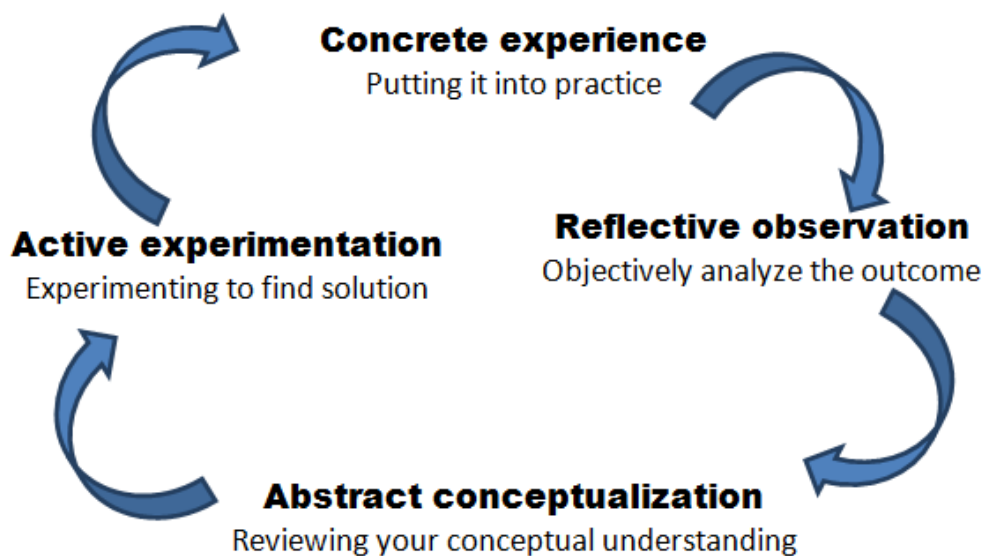 Concrete experience
Putting it into practice
Reflective observation
Objectively analyze the outcome
Active experimentation
Experimenting to find solution
Abstract conceptualization
Reviewing your conceptual understanding